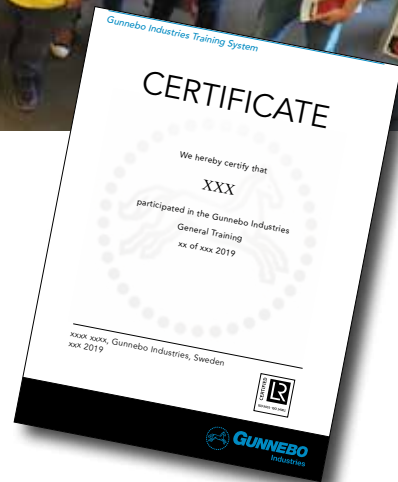 Gunnebo Industries Training System
CERTIFICATE
We hereby certify that
XXX
participated in the Gunnebo Industries
General Training
xx of xxx 2019
xxxx xxxx, Gunnebo Industries, Sweden
xxx 2019
CERTIFIED
LR
GUNNEBO
Industries